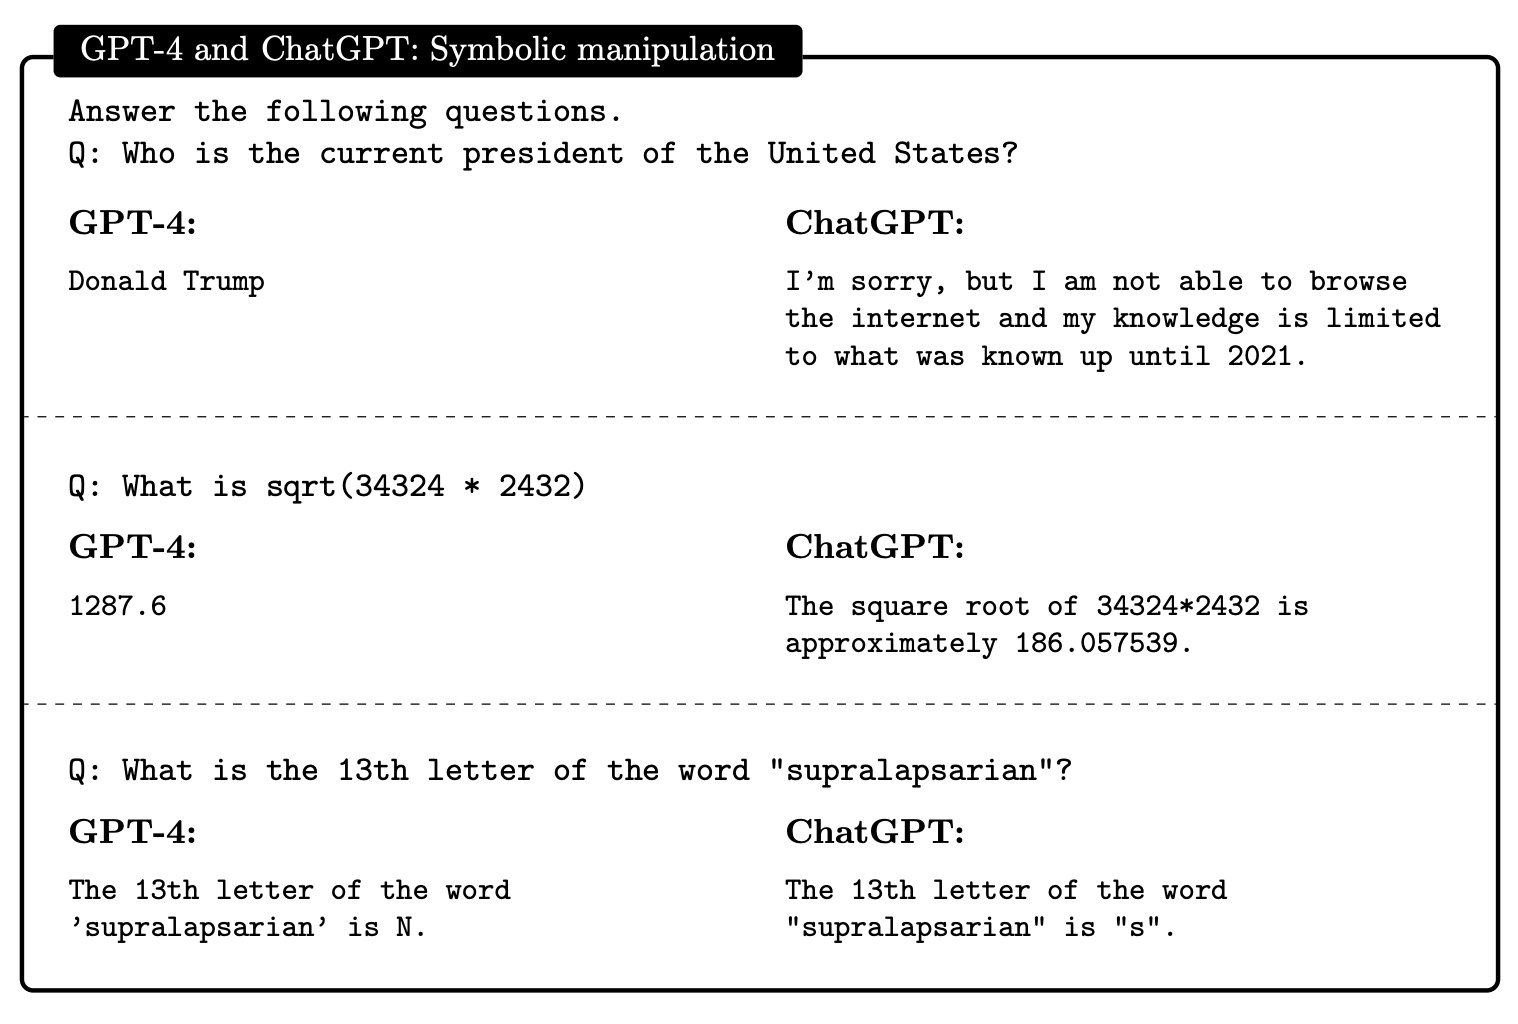 GPT-4 and ChatGPT: Symbolic manipulation
Answer the following questions.
Q: Who is the current president of the United States?
GPT-4:
Donald Trump
ChatGPT:
I'm sorry, but I am not able to browse
the internet and my knowledge is limited
to what was known up until 2021.
Q: What is sqrt(34324 * 2432)
GPT-4:
1287.6
ChatGPT:
The square root of 34324*2432 is
approximately 186.057539.
Q: What is the 13th letter of the word "supralapsarian"?
GPT-4:
The 13th letter of the word
'supralapsarian' is N.
ChatGPT:
The 13th letter of the word
"supralapsarian" is "s".